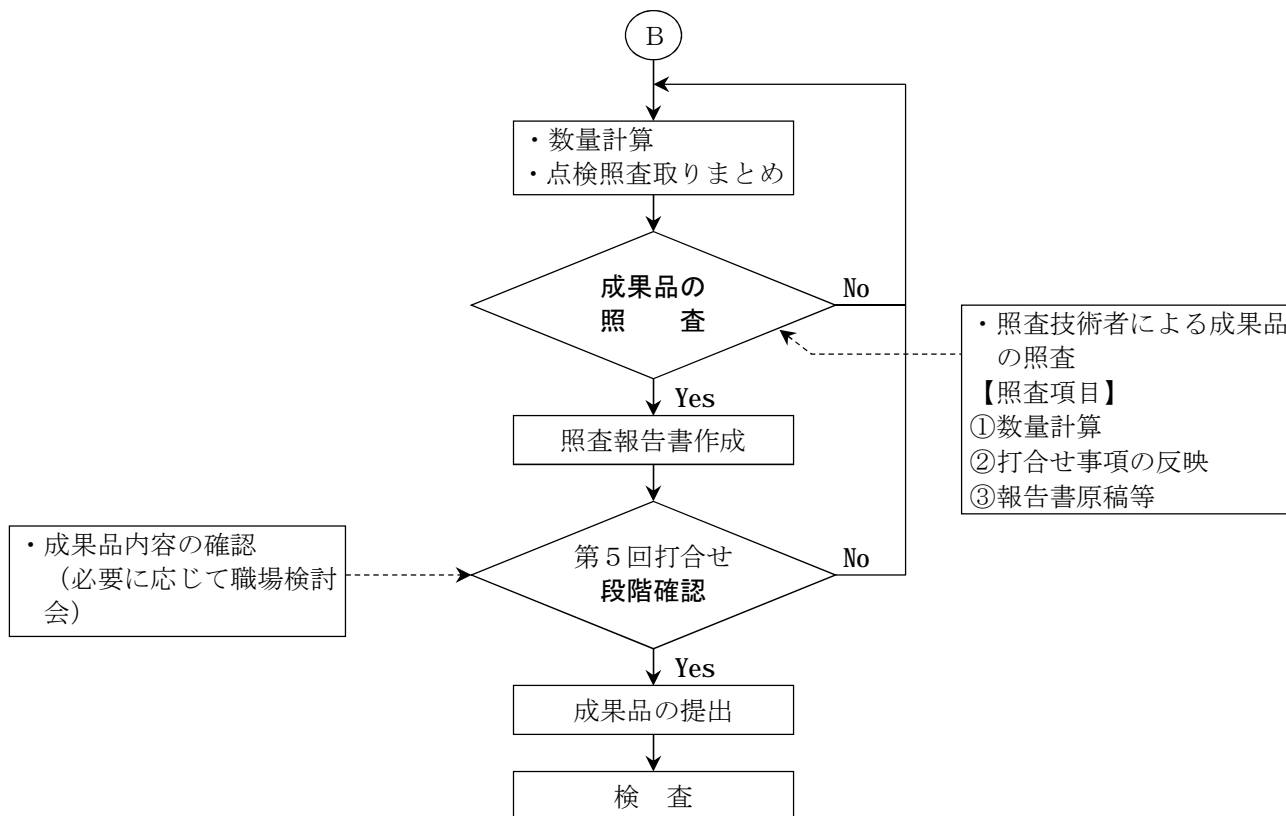 B
・数量計算
・点検照査取りまとめ
成果品の
照　　査
No
・照査技術者による成果品
の照査
【照査項目】
①数量計算
②打合せ事項の反映
③報告書原稿等
Yes
照査報告書作成
・成果品内容の確認
（必要に応じて職場検討
会）
第５回打合せ
段階確認
No
Yes
成果品の提出
検　査